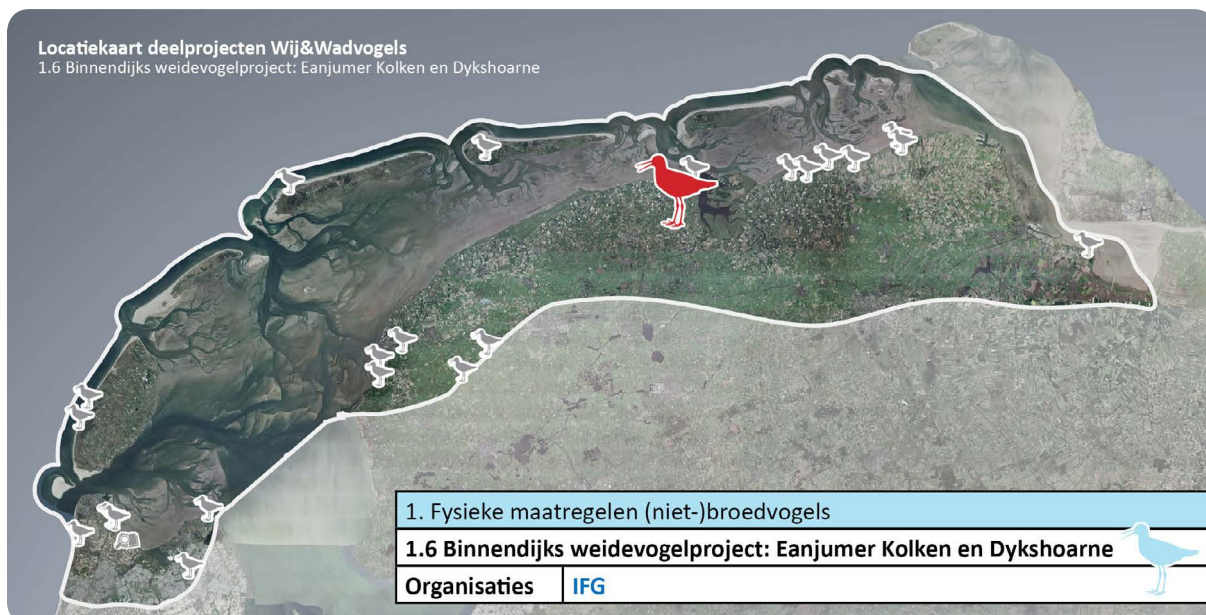 Locatiekaart deelprojecten Wij&Wadvogels
1.6 Binnendijks weidevogelproject: Eanjumer Kolken en Dykshoarne
1. Fysieke maatregelen (niet-)broedvogels
1.6 Binnendijks weidevogelproject: Eanjumer Kolken en Dykshoarne
Organisaties IFG